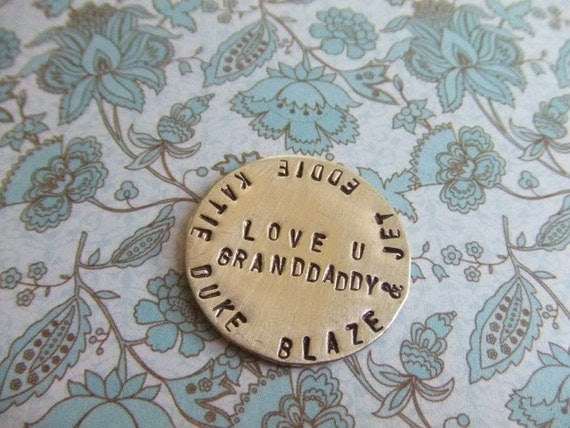 LOVE U
GRANDDADDY
EDDIE KATIE DUKE BLAZE & JET